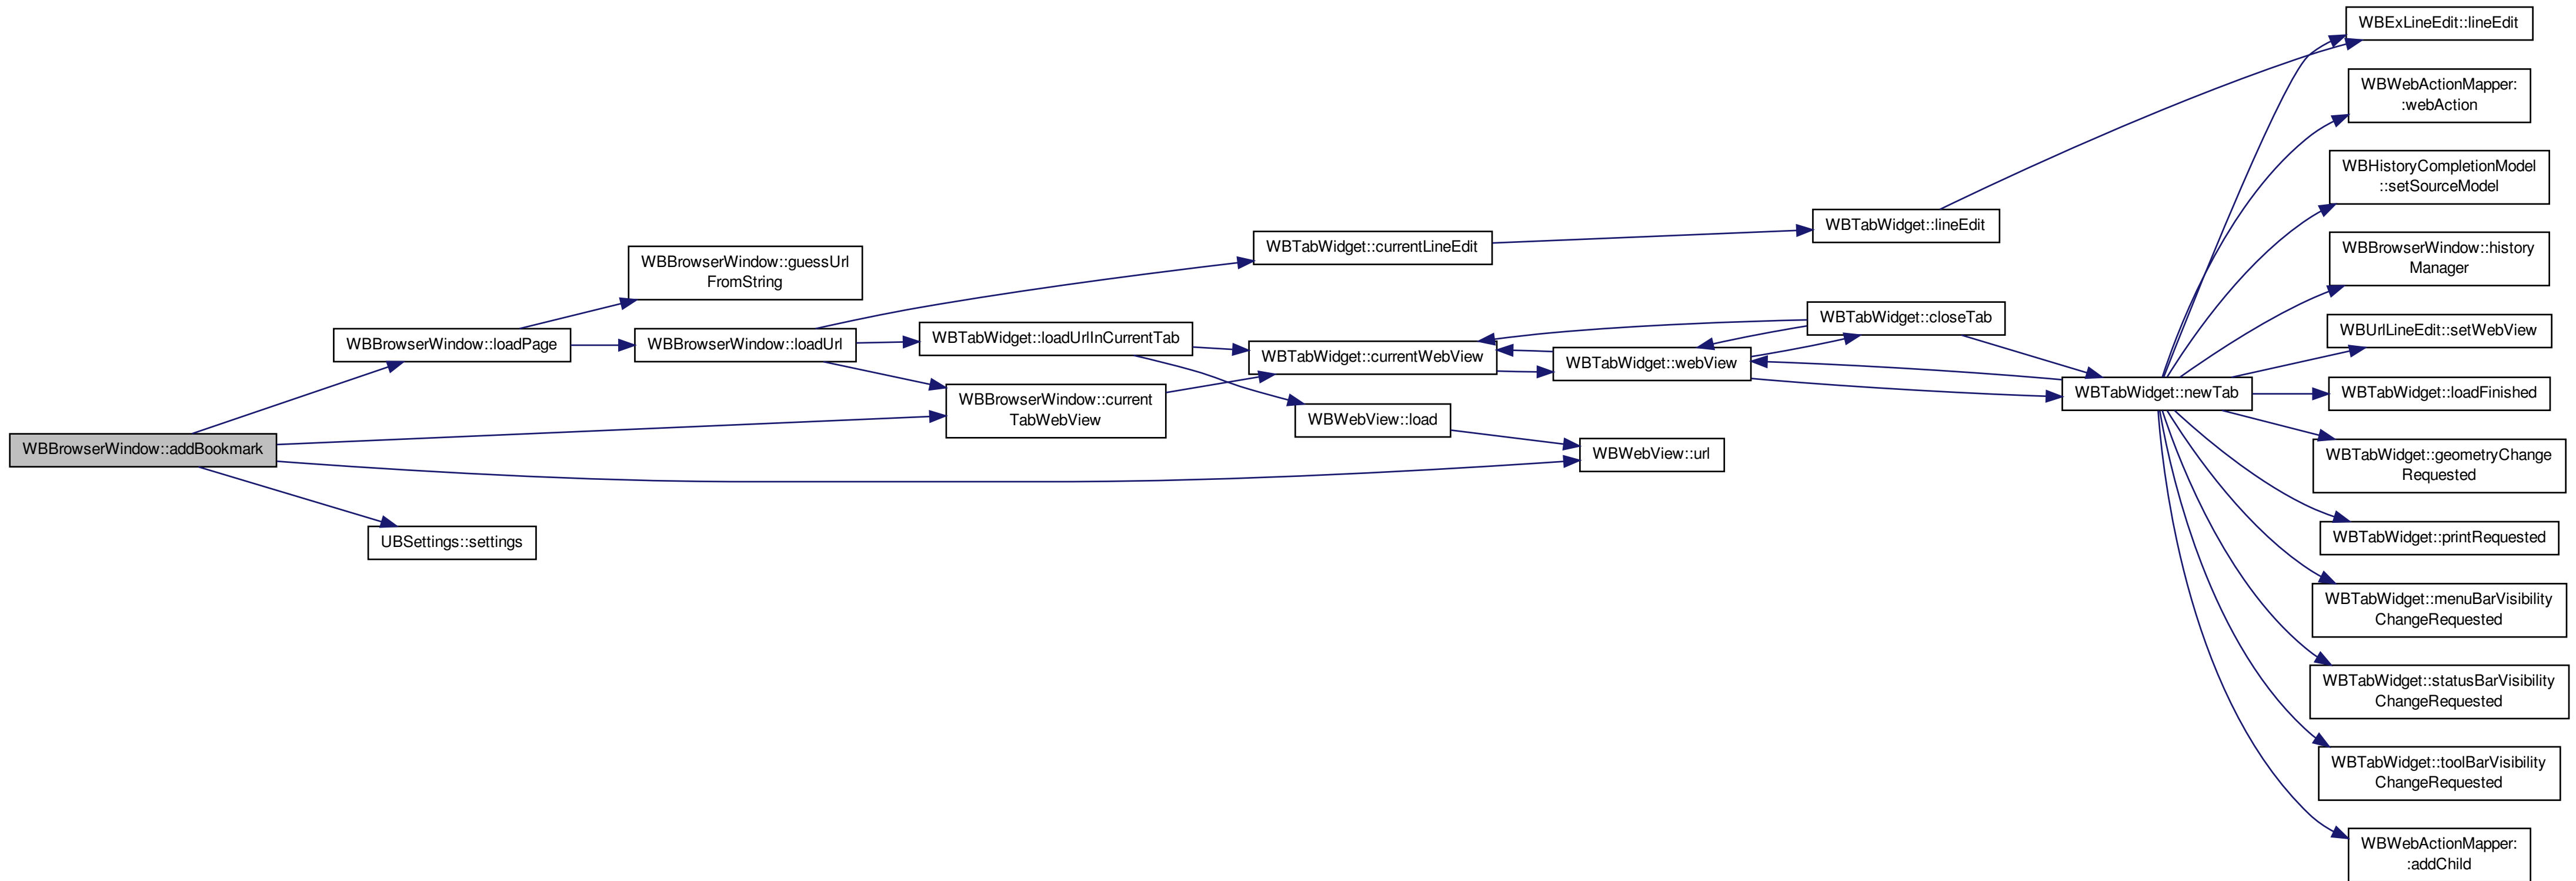 WBBrowserWindow::addBookmark
WBBrowserWindow::loadPage
UBSettings::settings
WBBrowserWindow::guessUrl
FromString
WBBrowserWindow::loadUrl
WBTabWidget::loadUrlInCurrentTab
WBBrowserWindow::current
TabWebView
WBTabWidget::currentLineEdit
WBTabWidget::currentWebView
WBWebView::load
WBTabWidget::webView
WBWebView::url
WBTabWidget::lineEdit
WBTabWidget::closeTab
WBTabWidget::newTab
WBExLineEdit::lineEdit
WBWebActionMapper:
:webAction
WBHistoryCompletionModel
::setSourceModel
WBBrowserWindow::history
Manager
WBUrlLineEdit::setWebView
WBTabWidget::loadFinished
WBTabWidget::geometryChange
Requested
WBTabWidget::printRequested
WBTabWidget::menuBarVisibility
ChangeRequested
WBTabWidget::statusBarVisibility
ChangeRequested
WBTabWidget::toolBarVisibility
ChangeRequested
WBWebActionMapper:
:addChild